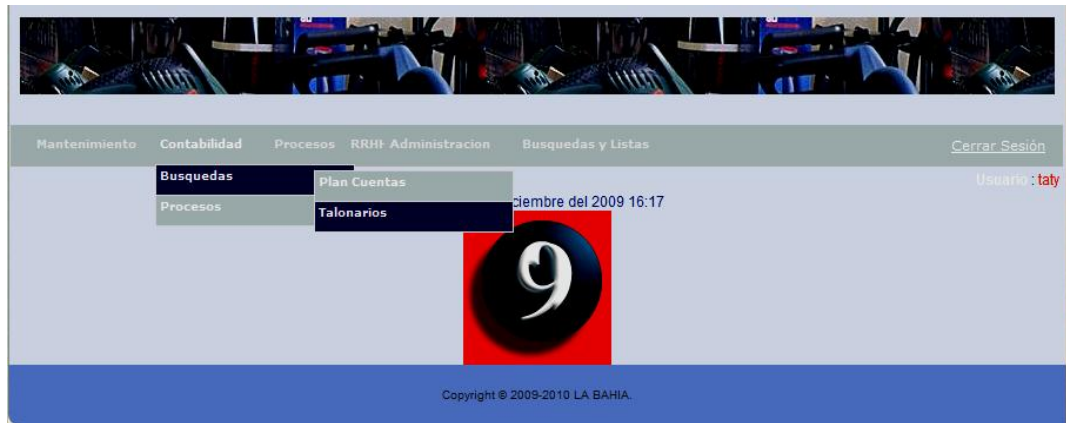 Mantenimiento Contabilidad Procesos RRHH Administracion Busquedas y Listas Cerrar Sesión
Busquedas Plan Cuentas Usuario : taty
Procesos Talonarios ciembre del 2009 16:17
9
Copyright © 2009-2010 LA BAHIA.